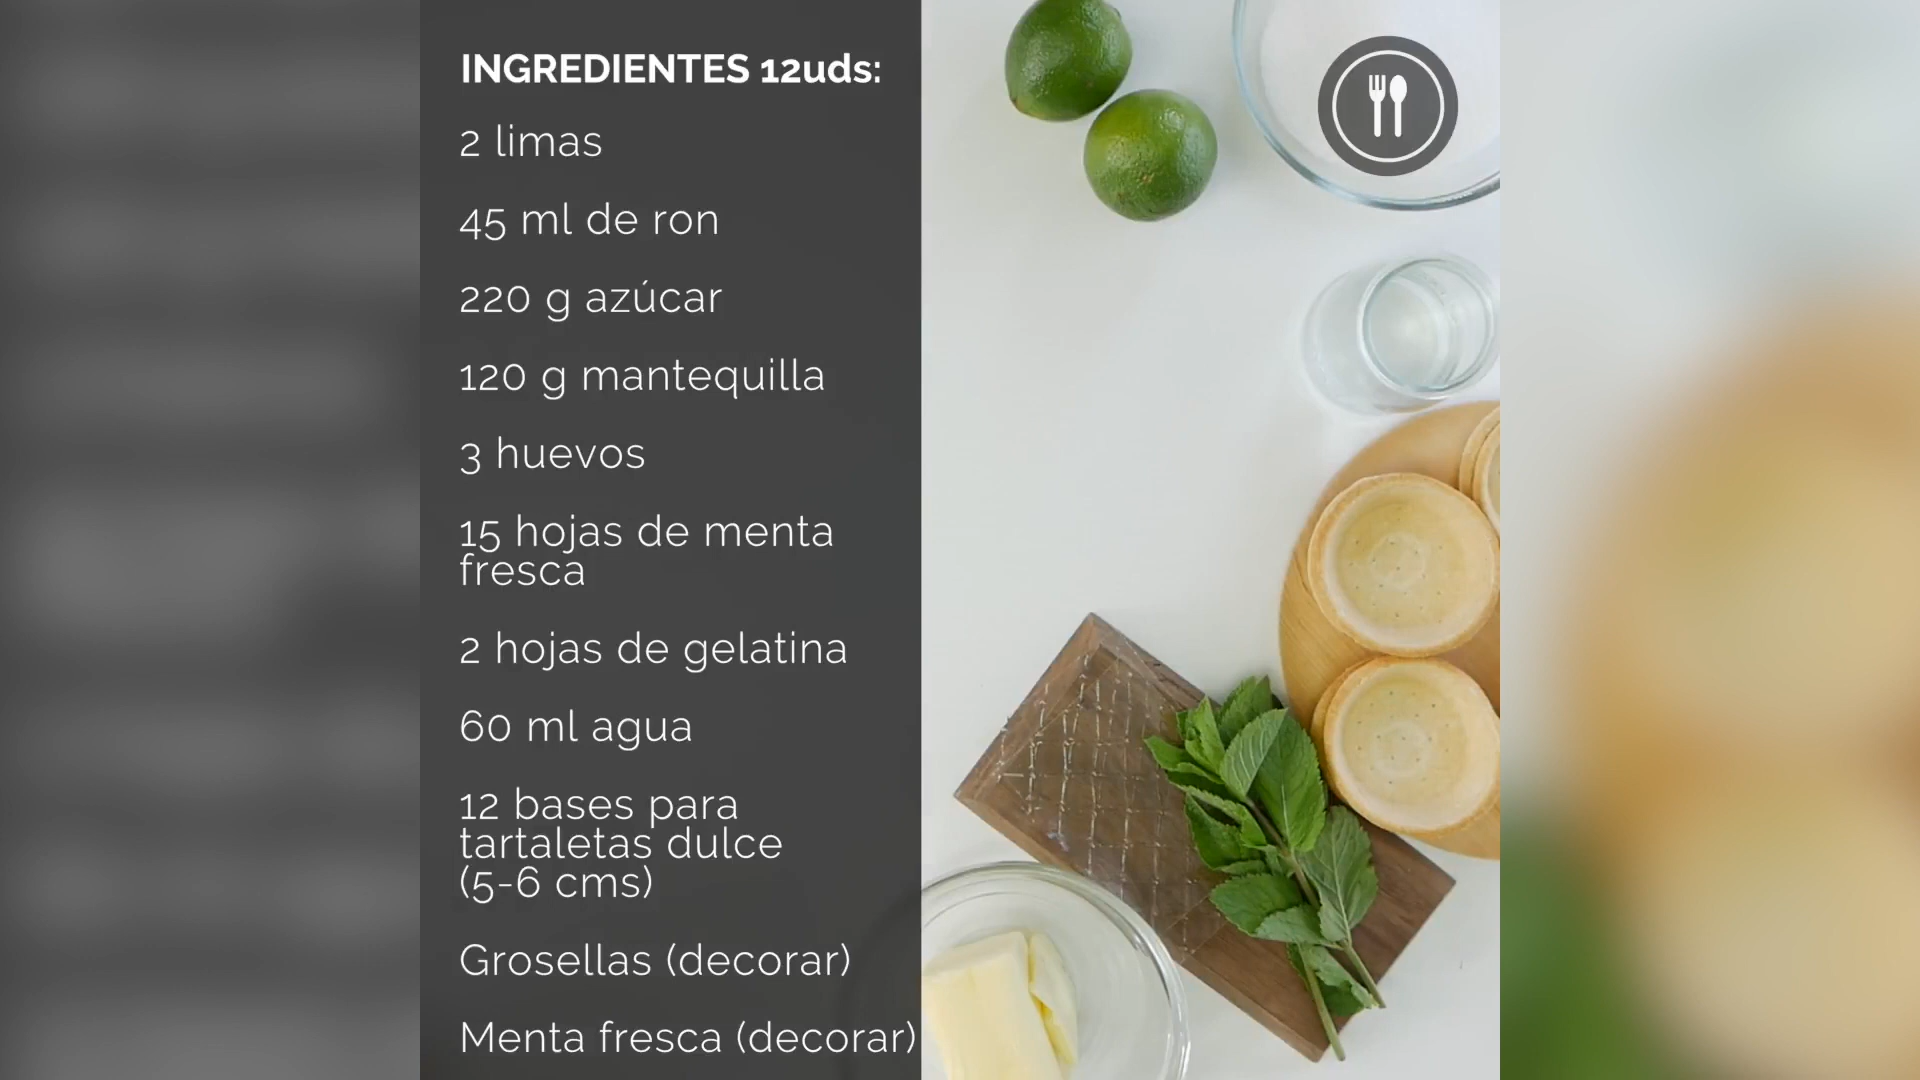 INGREDIENTES 12uds:
2 limas
45 ml de ron
220 g azúcar
120 g mantequilla
3 huevos
15 hojas de menta
fresca
2 hojas de gelatina
60 ml agua
12 bases para
tartaletas dulce
(5-6 cms)
Grosellas (decorar)
Menta fresca (decorar)